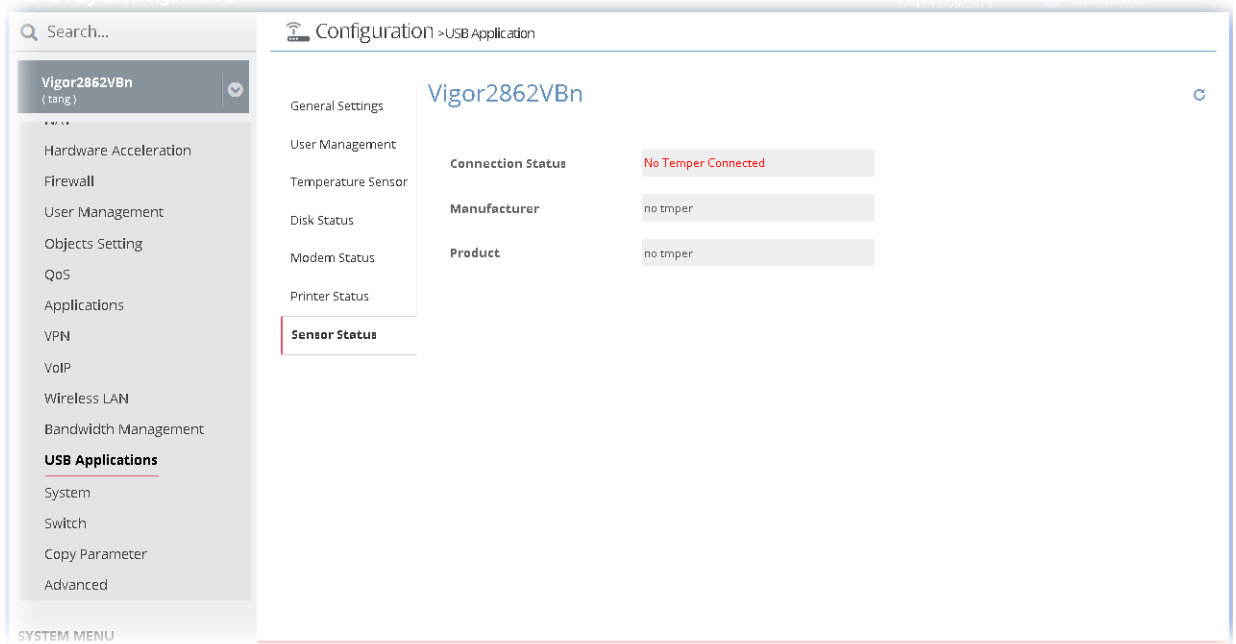 Search...
Configuration >USB Application
Vigor2862VBn
( tang )
Hardware Acceleration
Firewall
User Management
Objects Setting
QoS
Applications
VPN
VoIP
Wireless LAN
Bandwidth Management
USB Applications
System
Switch
Copy Parameter
Advanced
SYSTEM MENU
General Settings
User Management
Temperature Sensor
Disk Status
Modem Status
Printer Status
Sensor Status
Vigor2862VBn
Connection Status No Temper Connected
Manufacturer no tmper
Product no tmper